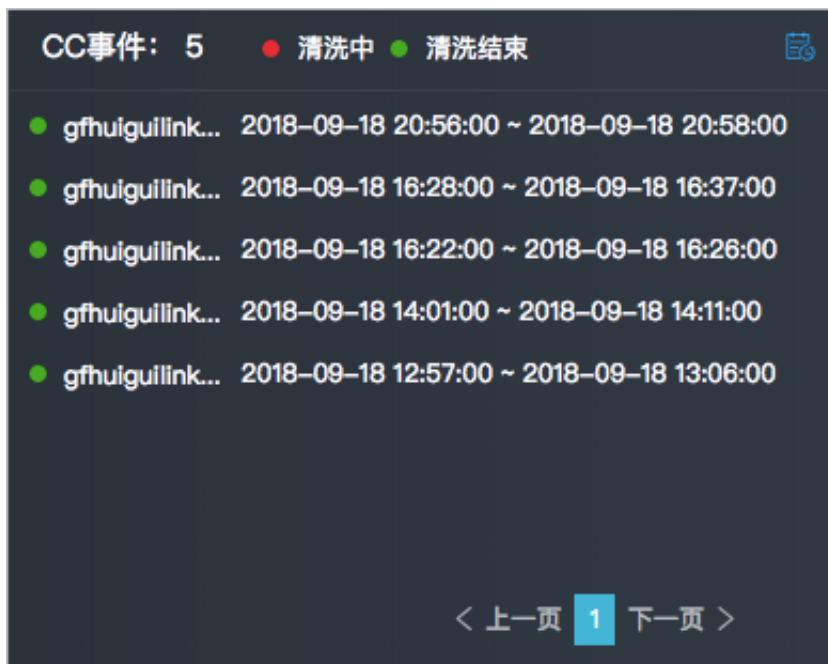 CC事件： 5 清洗中 清洗结束
gfhuiguilink... 2018-09-18 20:56:00 ~ 2018-09-18 20:58:00
gfhuiguilink... 2018-09-18 16:28:00 ~ 2018-09-18 16:37:00
gfhuiguilink... 2018-09-18 16:22:00 ~ 2018-09-18 16:26:00
gfhuiguilink... 2018-09-18 14:01:00 ~ 2018-09-18 14:11:00
gfhuiguilink... 2018-09-18 12:57:00 ~ 2018-09-18 13:06:00
< 上一页 1 下一页 >